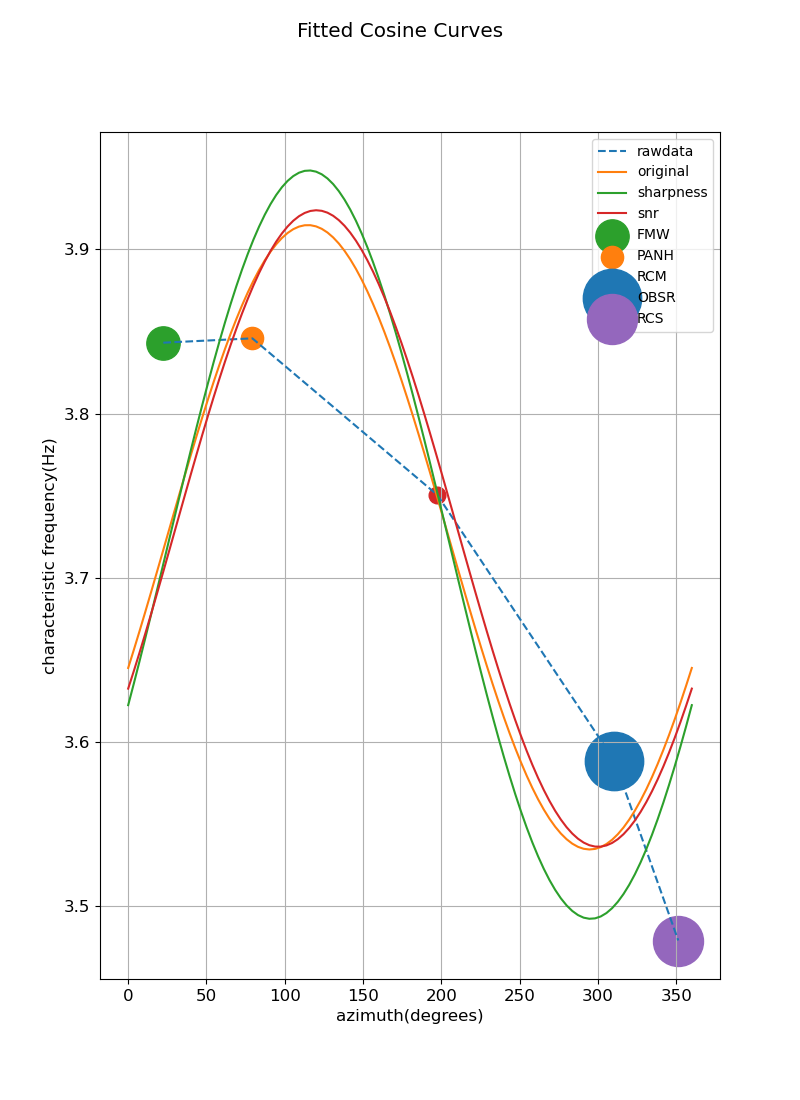 Fitted Cosine Curves
rawdata
original
sharpness
snr
FMW
PANH
RCM
OBSR
RCS
3.9
3.8
3.7
3.6
3.5
characteristic frequency(Hz)
0 50 100 150 200 250 300 350
azimuth(degrees)